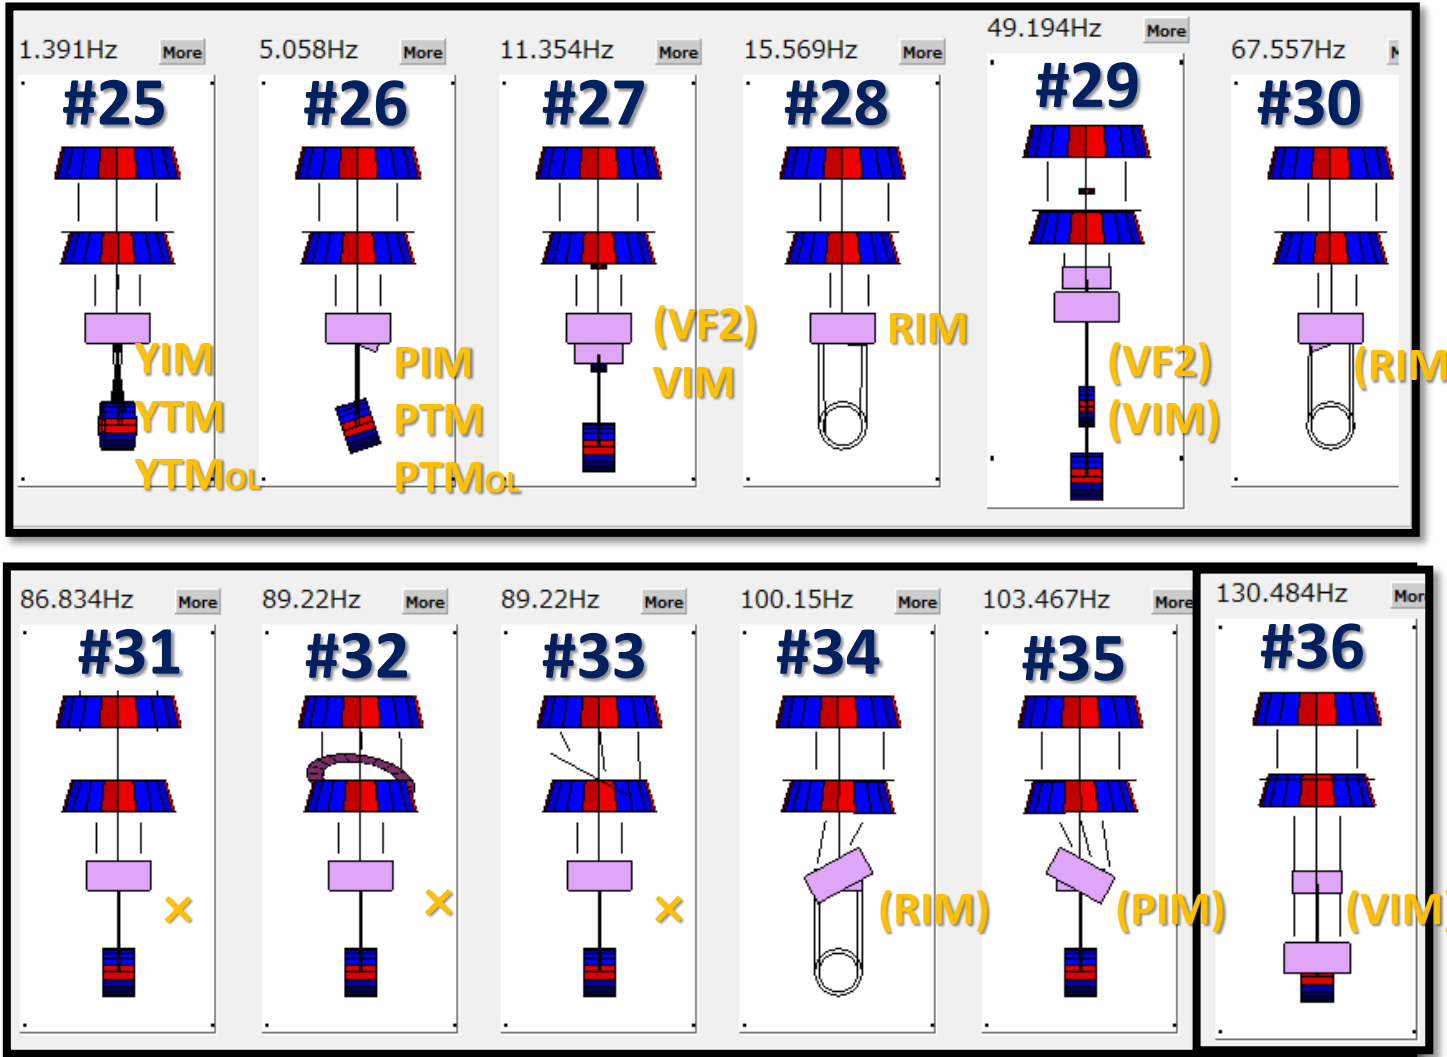 1.391Hz More 5.058Hz More 11.354Hz More 15.569Hz More 49.194Hz More 67.557Hz
#25 #26 #27 #28 #29 #30
YIM
YTM
YTMOL
PIM
PTM
PTMOL
(VF2)
VIM
RIM
(VF2)
(VIM)
(RIM
86.834Hz More 89.22Hz More 89.22Hz More 100.15Hz More 103.467Hz More 130.484Hz Mor
#31 #32 #33 #34 #35 #36
× × × (RIM) (PIM) (VIM)